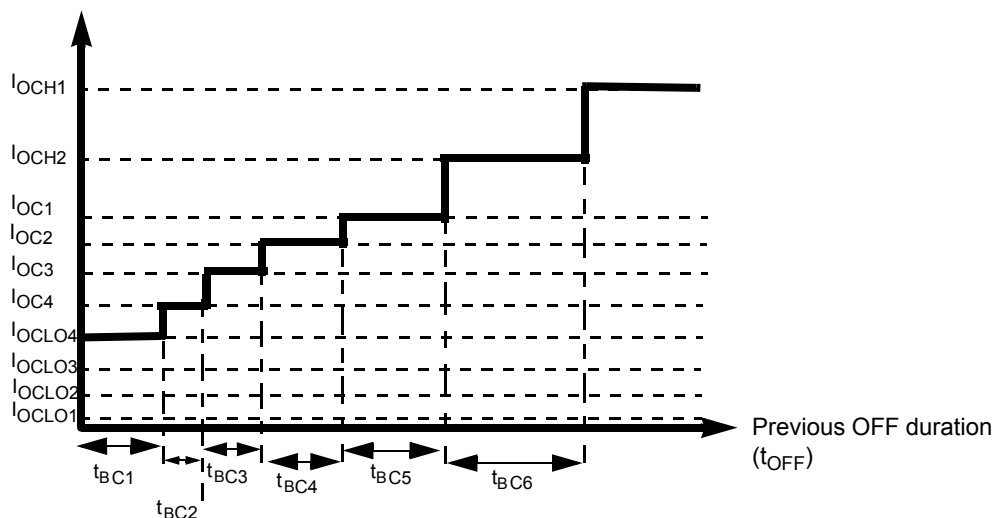 IOCH1
IOCH2
IOC1
IOC2
IOC3
IOC4
IOCLO4
IOCLO3
IOCLO2
IOCLO1
Previous OFF duration
(tOFF)
tBC1
tBC2
tBC3
tBC4
tBC5
tBC6